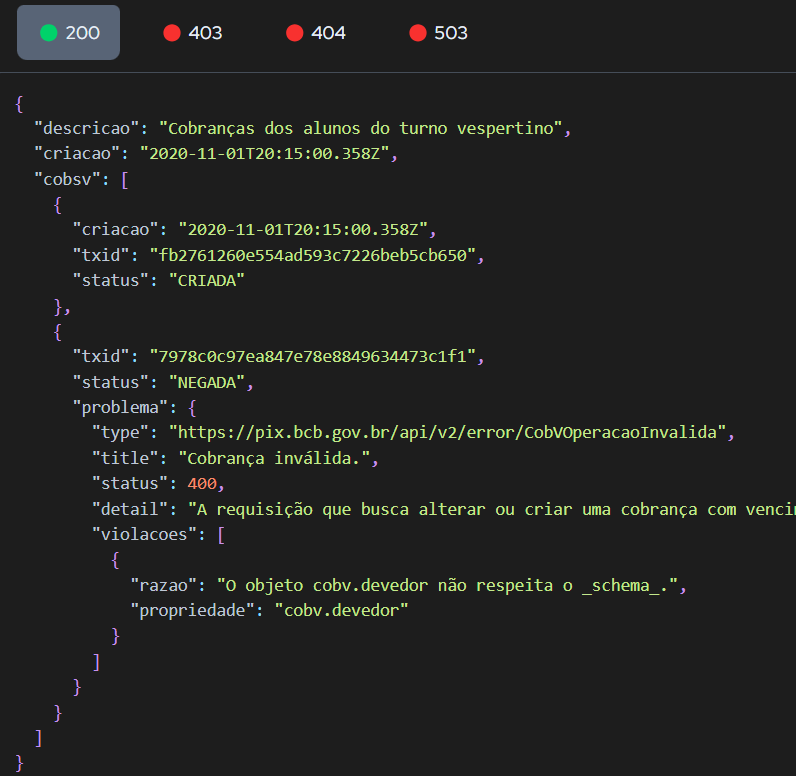 200 403 404 503
{
"descricao": "Cobranças dos alunos do turno vespertino",
"criacao": "2020-11-01T20:15:00.358Z",
"cobsv": [
{
"criacao": "2020-11-01T20:15:00.358Z",
"txid": "fb2761260e554ad593c7226beb5cb650",
"status": "CRIADA"
},
{
"txid": "7978c0c97ea847e78e8849634473c1f1",
"status": "NEGADA",
"problema": {
"type": "https://pix.bcb.gov.br/api/v2/error/CobVOperacaoInvalida",
"title": "Cobrança inválida.",
"status": 400,
"detail": "A requisição que busca alterar ou criar uma cobrança com
"violacoes": [
{
"razao": "O objeto cobv.devedor não respeita o _schema_.",
"propriedade": "cobv.devedor"
}
]
}
}
]
}